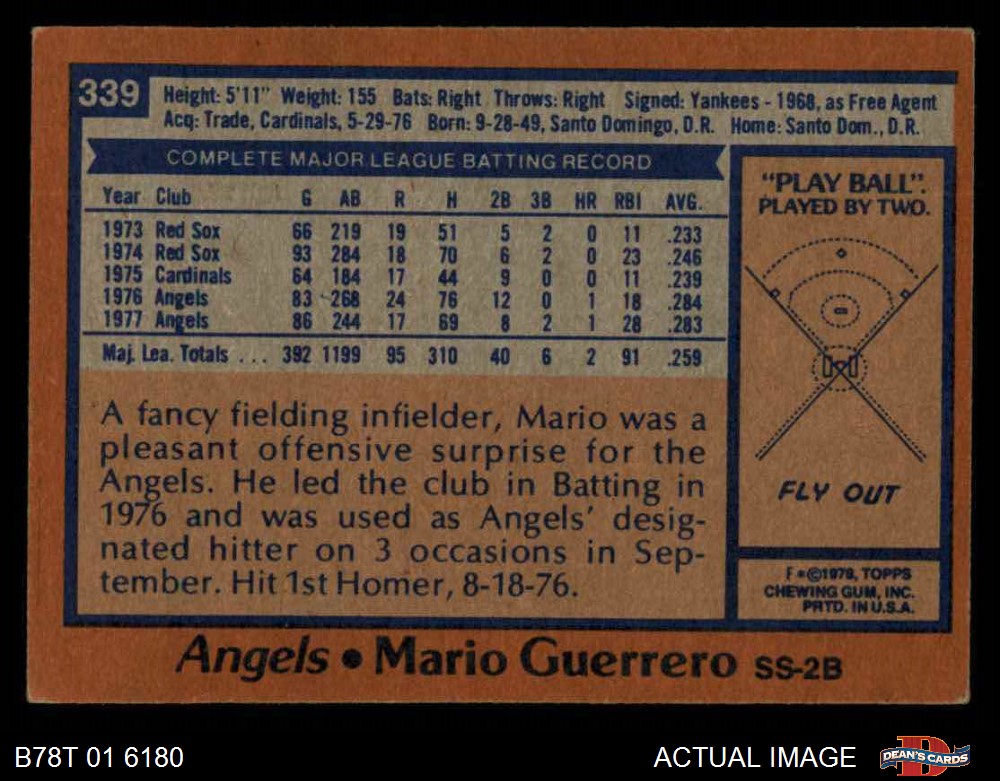 339
Height: 5'11" Weight: 155 Bats: Right Throws: Right Signed: Yankees - 1968, as Free Agent
Acq: Trade, Cardinals, 5-29-76 Born: 9-28-49, Santo Domingo, D.R. Home: Santo Dom., D.R.
COMPLETE MAJOR LEAGUE BATTING RECORD
Year Club G AB R H 2B 3B HR RBI AVG.
1973 Red Sox 66 219 19 51 5 2 0 11 .233
1974 Red Sox 93 284 18 70 6 2 0 23 .246
1975 Cardinals 64 184 17 44 9 0 0 11 .239
1976 Angels 83 268 24 76 12 0 1 18 .284
1977 Angels 86 244 17 69 8 2 1 28 .283
Maj. Lea. Totals ... 392 1199 95 310 40 6 2 91 .259
A fancy fielding infielder, Mario was a
pleasant offensive surprise for the
Angels. He led the club in Batting in
1976 and was used as Angels' desig-
nated hitter on 3 occasions in Sep-
tember. Hit 1st Homer, 8-18-76.
"PLAY BALL".
PLAYED BY TWO.
FLY OUT
F*©1978, TOPPS
CHEWING GUM, INC.
PRTD. IN U.S.A.
Angels • Mario Guerrero SS-2B
B78T 01 6180
ACTUAL IMAGE
DEAN'S CARDS